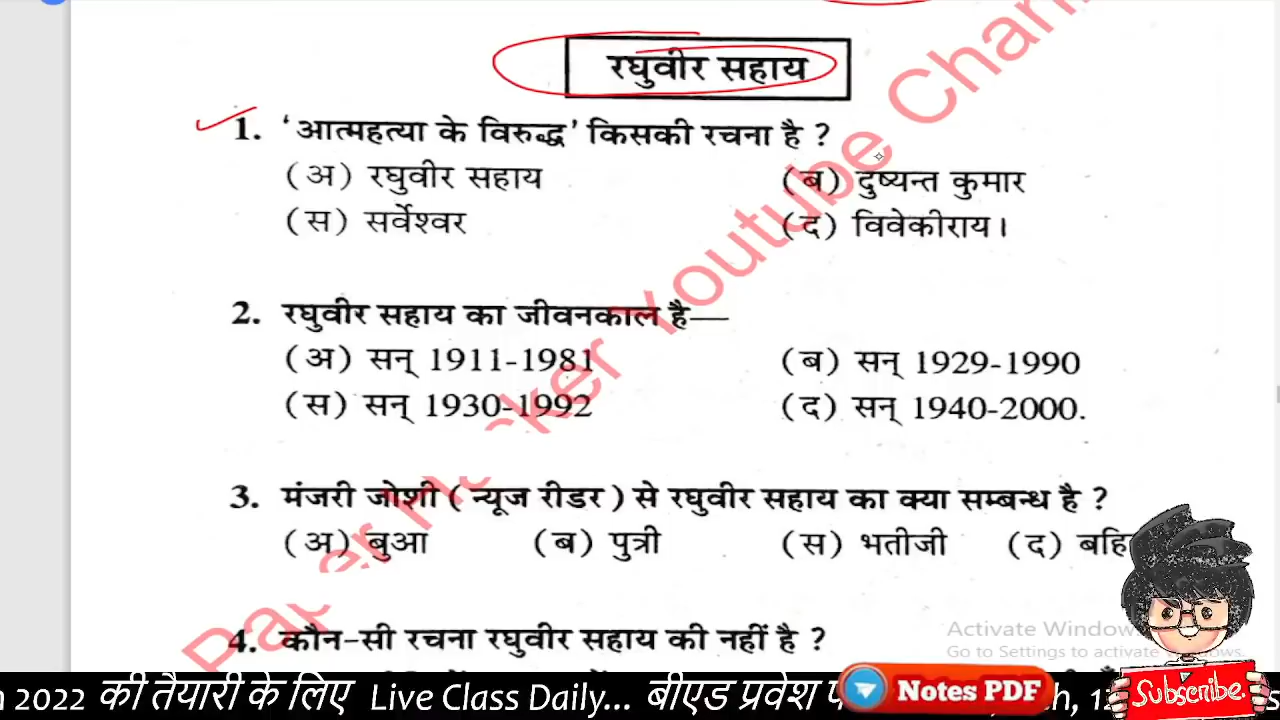 रघुवीर सहाय
1. 'आत्महत्या के विरुद्ध' किसकी रचना है ?
(अ) रघुवीर सहाय (ब) दुष्यन्त कुमार
(स) सर्वेश्वर (द) विवेकीराय।
2. रघुवीर सहाय का जीवनकाल है—
(अ) सन् 1911-1981 (ब) सन् 1929-1990
(स) सन् 1930-1992 (द) सन् 1940-2000.
3. मंजरी जोशी ( न्यूज रीडर ) से रघुवीर सहाय का क्या सम्बन्ध है ?
(अ) बुआ (ब) पुत्री (स) भतीजी (द)
4. कौन-सी रचना रघुवीर सहाय की नहीं है ?
Youtube
Activate Windows
Go to Settings to activate Windows.
2022 की तैयारी के लिए Live Class Daily... बीएड प्रवेश
Notes PDF
Subscribe